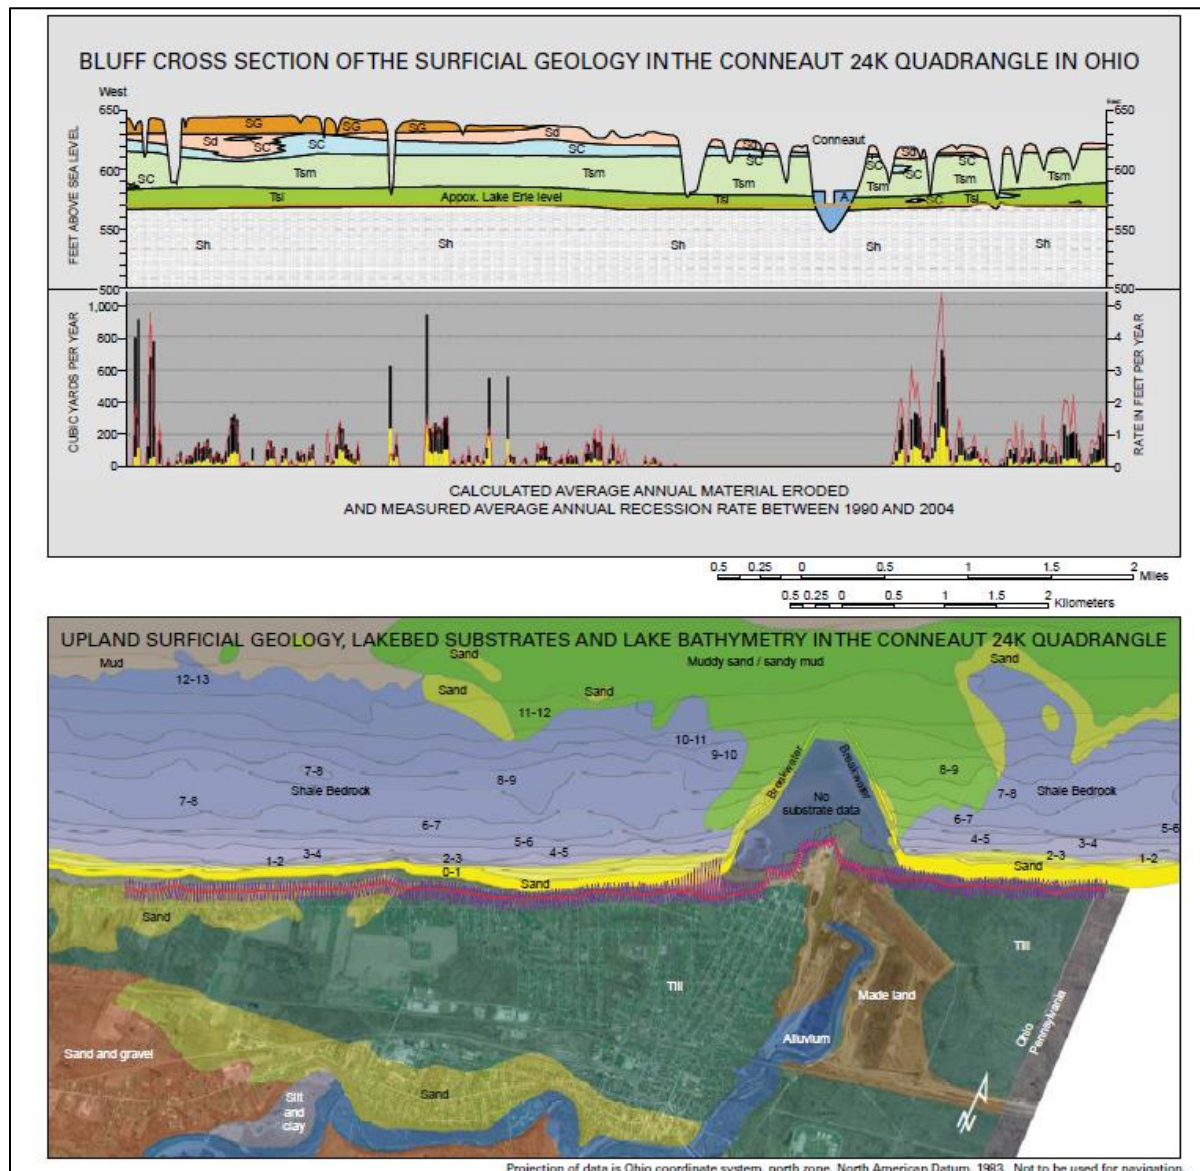 BLUFF CROSS SECTION OF THE SURFICIAL GEOLOGY IN THE CONNEAUT 24K QUADRANGLE IN OHIO
West
650
600
550
500
FEET ABOVE SEA LEVEL
650
600
550
500
SG
SG
SG
Sd
Sd
Sd
Sd
SC
SC
SC
SC
SC
SC
SC
SC
SC
SC
Conneaut
Tsm
Tsm
Tsm
Tsm
Tsm
Tsl
Appox. Lake Erie level
Tsl
A
Tsl
Sh
Sh
Sh
Sh
Sh
CUBIC YARDS PER YEAR
1,000
800
600
400
200
0
5
4
3
2
1
0
RATE IN FEET PER YEAR
CALCULATED AVERAGE ANNUAL MATERIAL ERODED
AND MEASURED AVERAGE ANNUAL RECESSION RATE BETWEEN 1990 AND 2004
0.5 0.25 0 0.5 1 1.5 2
Miles
0.5 0.25 0 0.5 1 1.5 2
Kilometers
UPLAND SURFICIAL GEOLOGY, LAKEBED SUBSTRATES AND LAKE BATHYMETRY IN THE CONNEAUT 24K QUADRANGLE
Mud
Sand
Muddy sand / sandy mud
Sand
12-13
Sand
Sand
11-12
10-11
9-10
Breakwater
Breakwater
7-8
8-9
8-9
Shale Bedrock
7-8
Shale Bedrock
7-8
No
substrate data
6-7
6-7
5-6
5-6
4-5
4-5
3-4
3-4
1-2
2-3
2-3
1-2
0-1
Sand
Sand
Sand
Till
Till
Made land
Ohio
Pennsylvania
Alluvium
Sand and gravel
Silt
and
clay
Sand
N
Projection of data is Ohio coordinate system, north zone, North American Datum, 1983. Not to be used for navigation